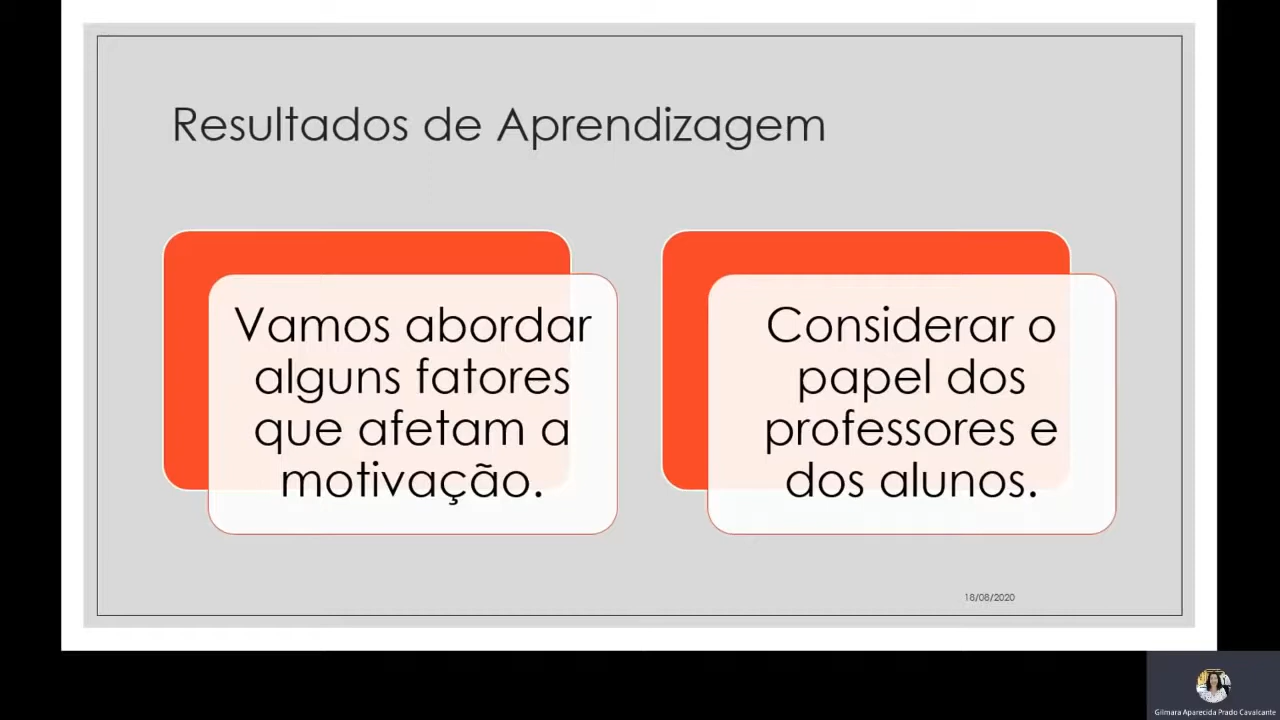 Resultados de Aprendizagem
Vamos abordar
alguns fatores
que afetam a
motivação.
Considerar o
papel dos
professores e
dos alunos.
18/08/2020
Gilmara Aparecida Prado Cavalcante